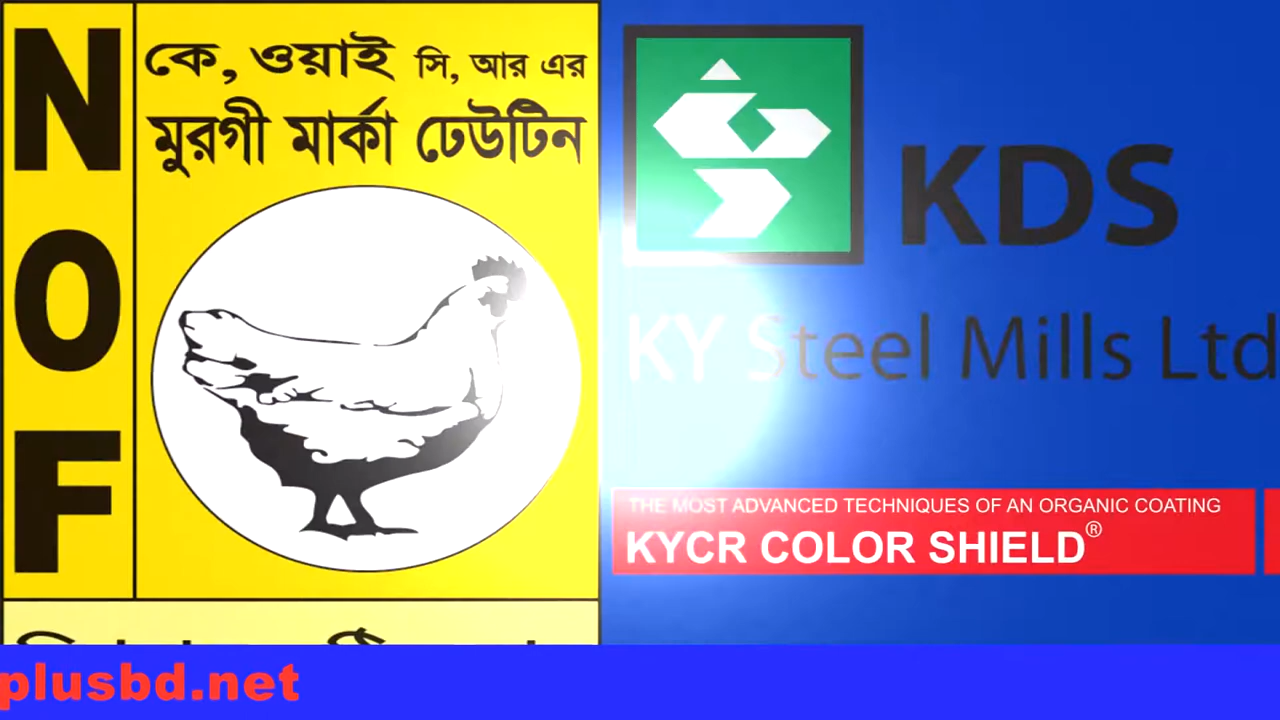 NOF
কে, ওয়াই সি, আর এর
মুরগী মার্কা ঢেউটিন
KDS
KY Steel Mills Ltd
THE MOST ADVANCED TECHNIQUES OF AN ORGANIC COATING
KYCR COLOR SHIELD®
plusbd.net